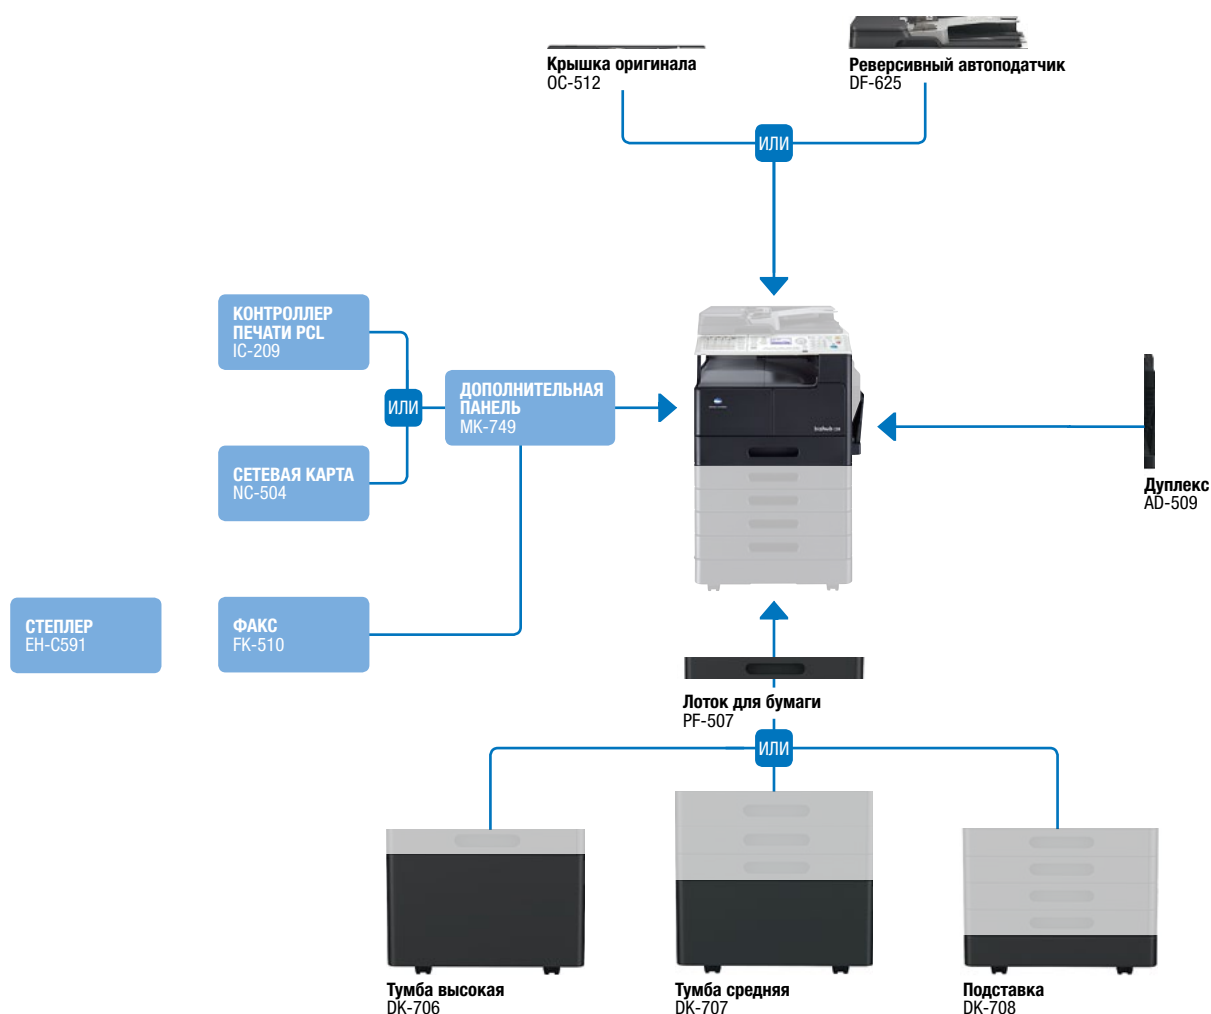 Крышка оригинала
OC-512
Реверсивный автоподатчик
DF-625
ИЛИ
КОНТРОЛЛЕР
ПЕЧАТИ PCL
IC-209
ИЛИ
ДОПОЛНИТЕЛЬНАЯ
ПАНЕЛЬ
MK-749
СЕТЕВАЯ КАРТА
NC-504
Дуплекс
AD-509
СТЕПЛЕР
EH-C591
ФАКС
FK-510
Лоток для бумаги
PF-507
ИЛИ
Тумба высокая
DK-706
Тумба средняя
DK-707
Подставка
DK-708